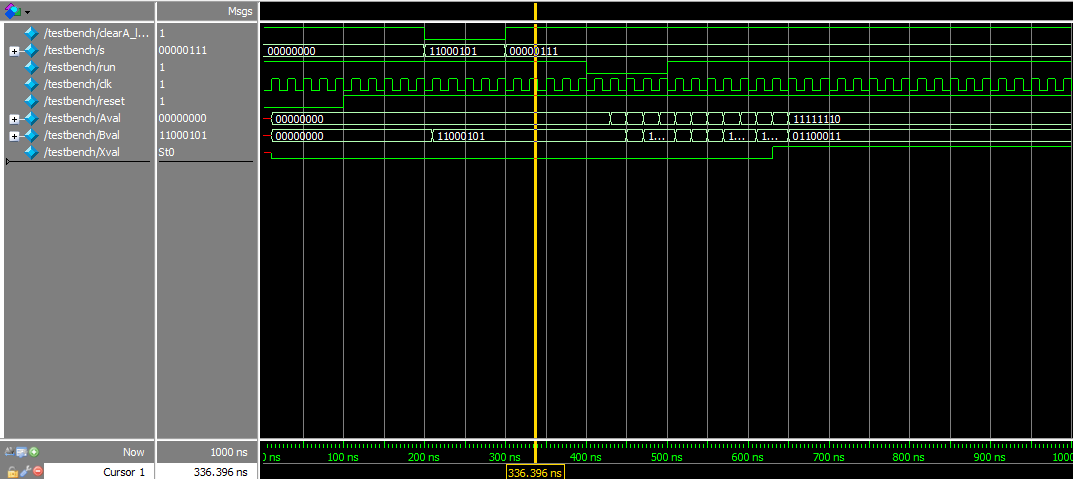 Msgs
/testbench/clearA_l... 1
/testbench/s 00000111 00000000 11000101 00000111
/testbench/run 1
/testbench/clk 1
/testbench/reset 1
/testbench/Aval 00000000 00000000 11111110
/testbench/Bval 11000101 00000000 11000101 1... 1... 1... 01100011
/testbench/Xval St0
Now 1000 ns ns 100 ns 200 ns 300 ns 400 ns 500 ns 600 ns 700 ns 800 ns 900 ns 1000
Cursor 1 336.396 ns 336.396 ns